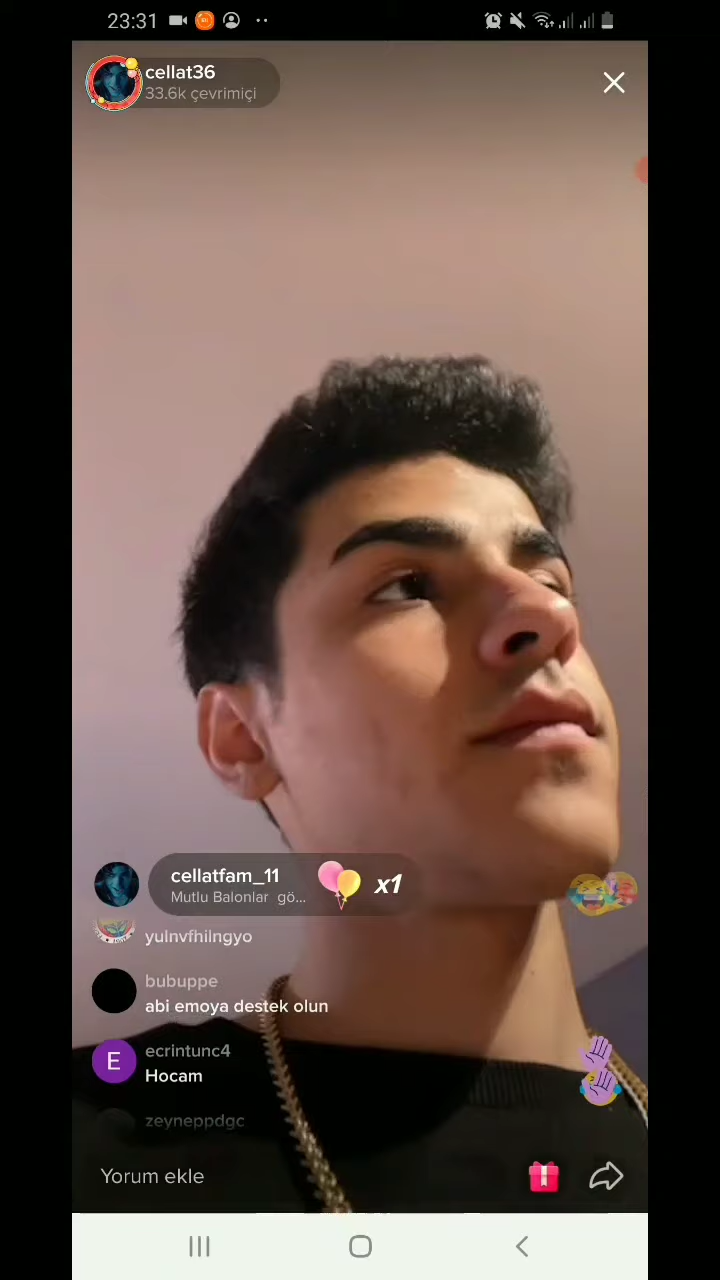 23:31
cellat36
33.6k çevrimiçi
cellatfam_11
Mutlu Balonlar gö...
x1
yulnvfhilngyo
bubuppe
abi emoya destek olun
E
ecrintunc4
Hocam
zeyneppdgc
Yorum ekle